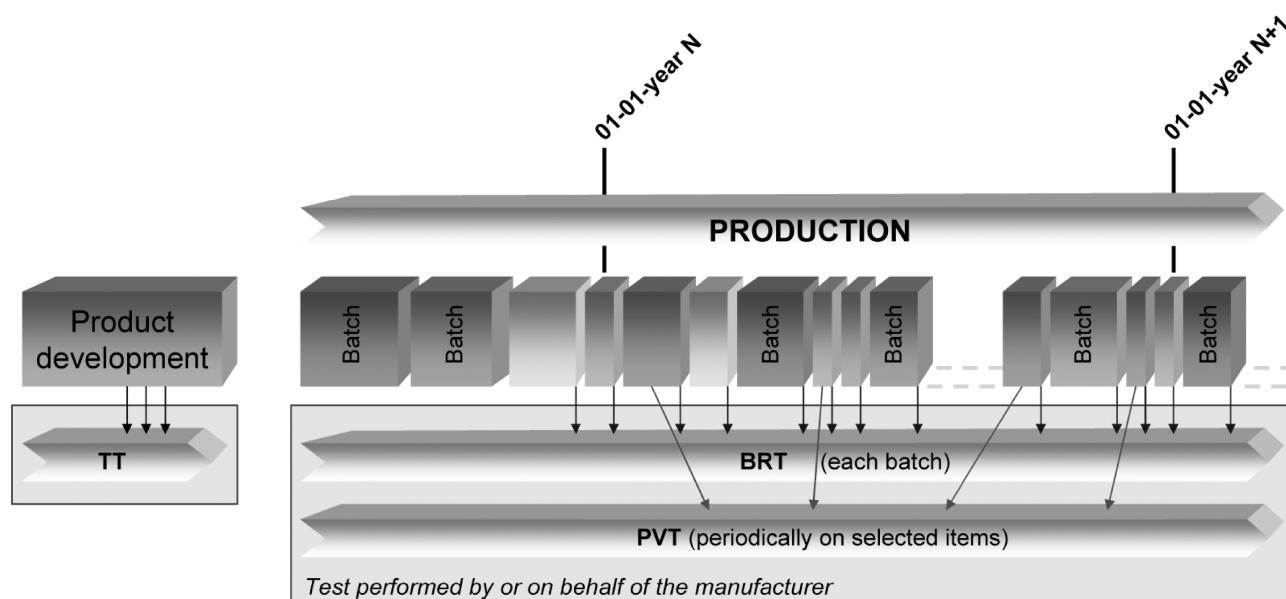 01-01-year N
01-01-year N+1
PRODUCTION
Product
development
Batch
Batch
Batch
Batch
Batch
Batch
TT
BRT (each batch)
PVT (periodically on selected items)
Test performed by or on behalf of the manufacturer